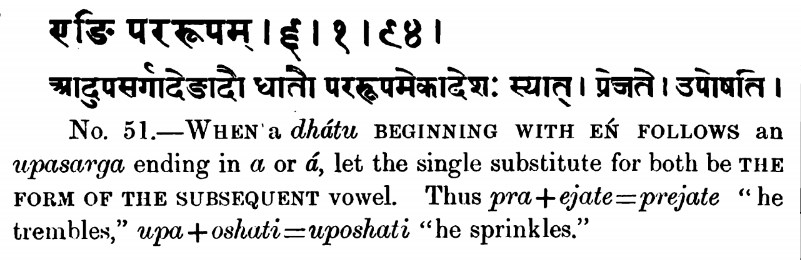 एङि पररूपम् । ६ । १ । ९४ ।
आदुपसर्गादेङादौ धातौ पररूपमेकादेशः स्यात् । प्रेजते । उपोषति ।
No. 51.—WHEN a dhátu BEGINNING WITH EṄ FOLLOWS an
upasarga ending in a or á, let the single substitute for both be THE
FORM OF THE SUBSEQUENT vowel. Thus pra+ejate=prejate “he
trembles,” upa+oshati=uposhati “he sprinkles.”